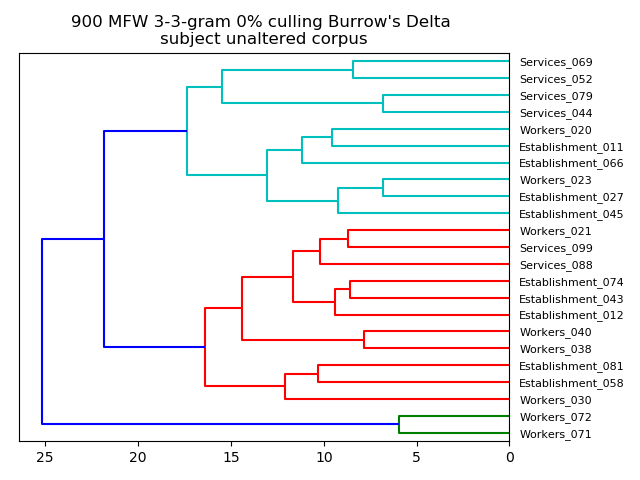 900 MFW 3-3-gram 0% culling Burrow's Delta
subject unaltered corpus
Services_069
Services_052
Services_079
Services_044
Workers_020
Establishment_011
Establishment_066
Workers_023
Establishment_027
Establishment_045
Workers_021
Services_099
Services_088
Establishment_074
Establishment_043
Establishment_012
Workers_040
Workers_038
Establishment_081
Establishment_058
Workers_030
Workers_072
Workers_071
25 20 15 10 5 0